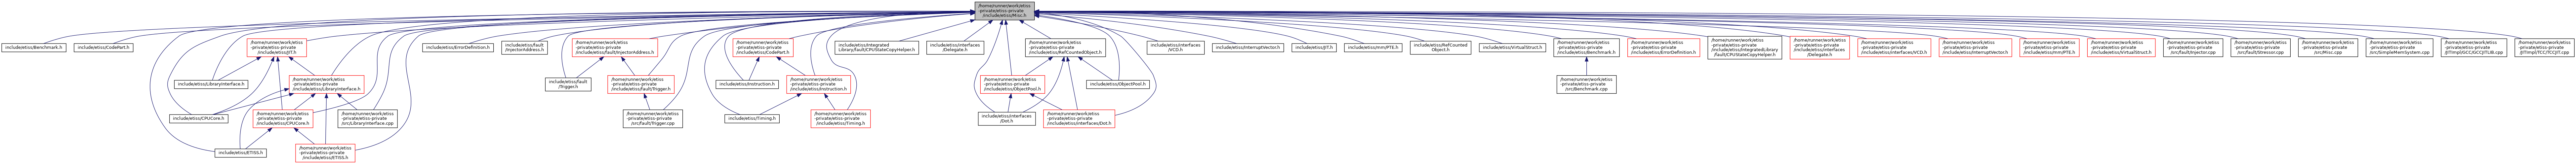 /home/runner/work/etiss
-private/etiss-private
/include/etiss/Misc.h
include/etiss/Benchmark.h
include/etiss/CodePart.h
/home/runner/work/etiss
-private/etiss-private
/include/etiss/JIT.h
include/etiss/ErrorDefinition.h
include/etiss/fault
/InjectorAddress.h
/home/runner/work/etiss
-private/etiss-private
/include/etiss/fault/InjectorAddress.h
/home/runner/work/etiss
-private/etiss-private
/include/etiss/CodePart.h
include/etiss/Integrated
Library/fault/CPUStateCopyHelper.h
include/etiss/interfaces
/Delegate.h
/home/runner/work/etiss
-private/etiss-private
/include/etiss/RefCountedObject.h
include/etiss/interfaces
/VCD.h
include/etiss/InterruptVector.h
include/etiss/JIT.h
include/etiss/mm/PTE.h
include/etiss/RefCounted
Object.h
include/etiss/VirtualStruct.h
/home/runner/work/etiss
-private/etiss-private
/include/etiss/Benchmark.h
/home/runner/work/etiss
-private/etiss-private
/include/etiss/ErrorDefinition.h
/home/runner/work/etiss
-private/etiss-private
/include/etiss/IntegratedLibrary
/fault/CPUStateCopyHelper.h
/home/runner/work/etiss
-private/etiss-private
/include/etiss/interfaces
/Delegate.h
/home/runner/work/etiss
-private/etiss-private
/include/etiss/interfaces/VCD.h
/home/runner/work/etiss
-private/etiss-private
/include/etiss/InterruptVector.h
/home/runner/work/etiss
-private/etiss-private
/include/etiss/mm/PTE.h
/home/runner/work/etiss
-private/etiss-private
/include/etiss/VirtualStruct.h
/home/runner/work/etiss
-private/etiss-private
/src/fault/Injector.cpp
/home/runner/work/etiss
-private/etiss-private
/src/fault/Stressor.cpp
/home/runner/work/etiss
-private/etiss-private
/src/Misc.cpp
/home/runner/work/etiss
-private/etiss-private
/src/SimpleMemSystem.cpp
/home/runner/work/etiss
-private/etiss-private
/JITImpl/GCC/GCCJITLIB.cpp
/home/runner/work/etiss
-private/etiss-private
/JITImpl/TCC/TCCJIT.cpp
include/etiss/LibraryInterface.h
/home/runner/work/etiss
-private/etiss-private
/include/etiss/LibraryInterface.h
include/etiss/fault
/Trigger.h
/home/runner/work/etiss
-private/etiss-private
/include/etiss/fault/Trigger.h
include/etiss/Instruction.h
/home/runner/work/etiss
-private/etiss-private
/include/etiss/Instruction.h
/home/runner/work/etiss
-private/etiss-private
/include/etiss/ObjectPool.h
include/etiss/ObjectPool.h
/home/runner/work/etiss
-private/etiss-private
/src/Benchmark.cpp
include/etiss/CPUCore.h
/home/runner/work/etiss
-private/etiss-private
/include/etiss/CPUCore.h
/home/runner/work/etiss
-private/etiss-private
/src/LibraryInterface.cpp
/home/runner/work/etiss
-private/etiss-private
/src/fault/Trigger.cpp
include/etiss/Timing.h
/home/runner/work/etiss
-private/etiss-private
/include/etiss/Timing.h
include/etiss/interfaces
/Dot.h
/home/runner/work/etiss
-private/etiss-private
/include/etiss/interfaces/Dot.h
include/etiss/ETISS.h
/home/runner/work/etiss
-private/etiss-private
/include/etiss/ETISS.h